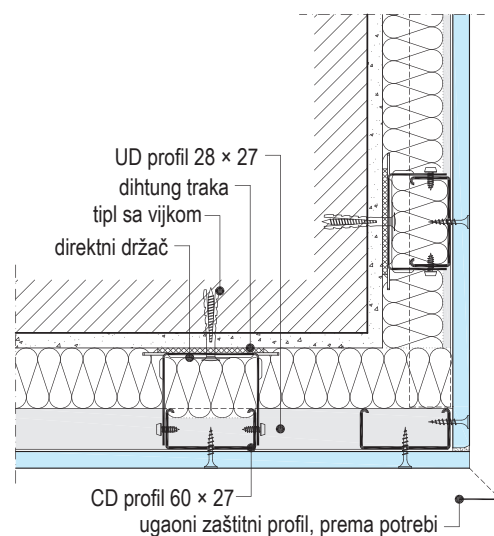 UD profil 28 × 27
dihtung traka
tipl sa vijkom
direktni držač
CD profil 60 × 27
ugaoni zaštitni profil, prema potrebi